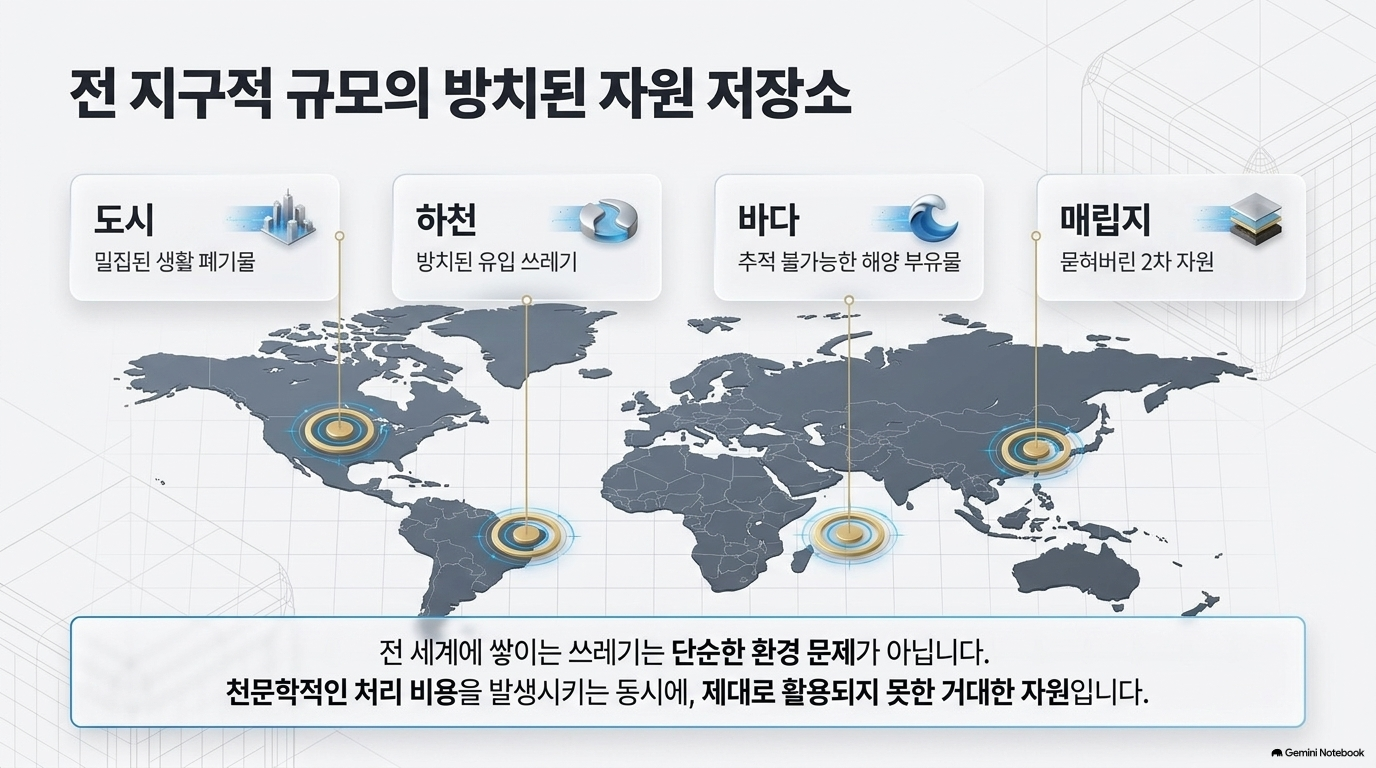 전 지구적 규모의 방치된 자원 저장소
도시
밀집된 생활 폐기물
하천
방치된 유입 쓰레기
바다
추적 불가능한 해양 부유물
매립지
묻혀버린 2차 자원
전 세계에 쌓이는 쓰레기는 단순한 환경 문제가 아닙니다.
천문학적인 처리 비용을 발생시키는 동시에, 제대로 활용되지 못한 거대한 자원입니다.
Gemini Notebook